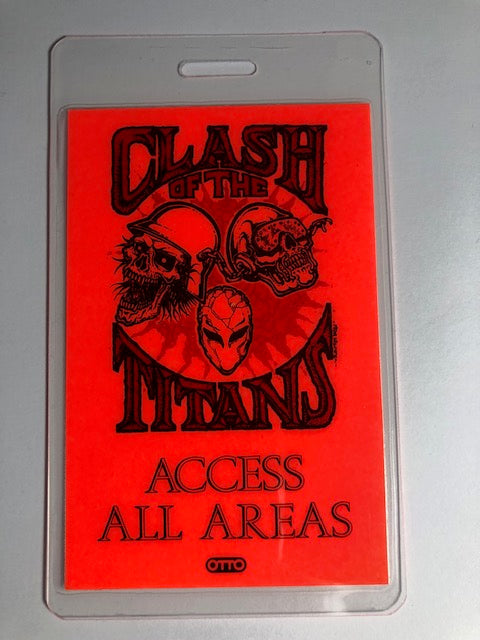 CLASH
OF THE
TITANS
ACCESS
ALL AREAS
OTTO